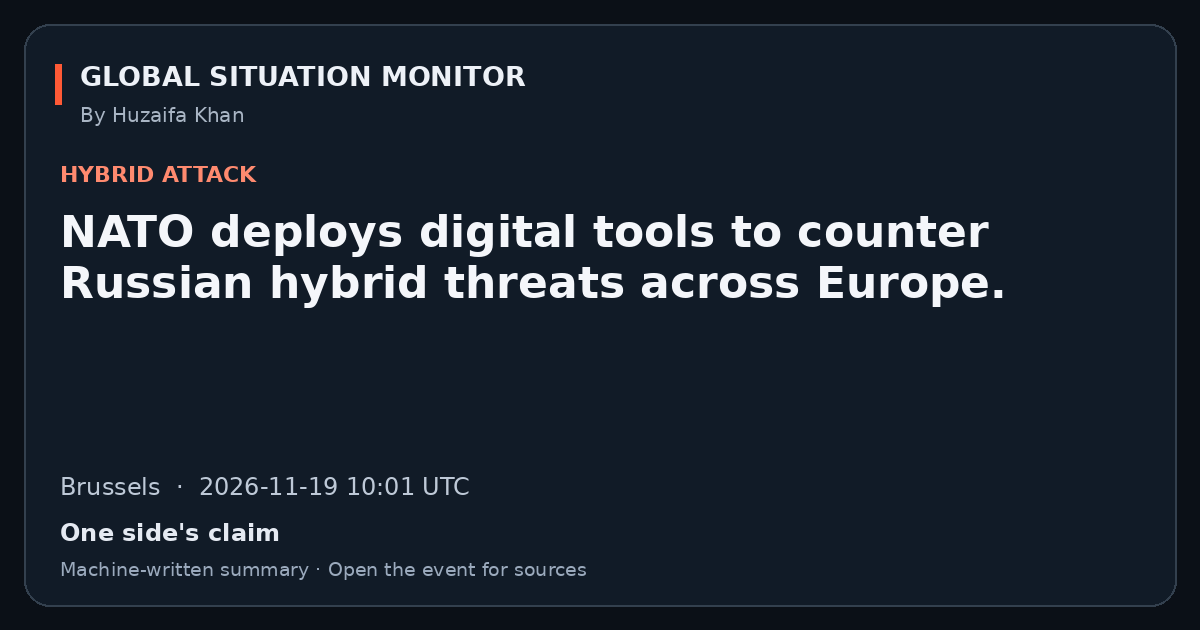 GLOBAL SITUATION MONITOR
By Huzaifa Khan
HYBRID ATTACK
NATO deploys digital tools to counter
Russian hybrid threats across Europe.
Brussels · 2026-11-19 10:01 UTC
One side's claim
Machine-written summary · Open the event for sources